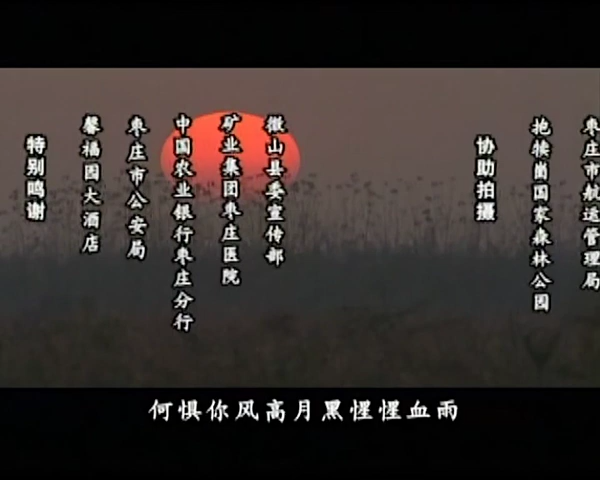 特别鸣谢
馨福园大酒店
枣庄市公安局
中国农业银行枣庄分行
矿业集团枣庄医院
微山县委宣传部
协助拍摄
抱犊崮国家森林公园
枣庄市航运管理局
何惧你风高月黑惺惺血雨